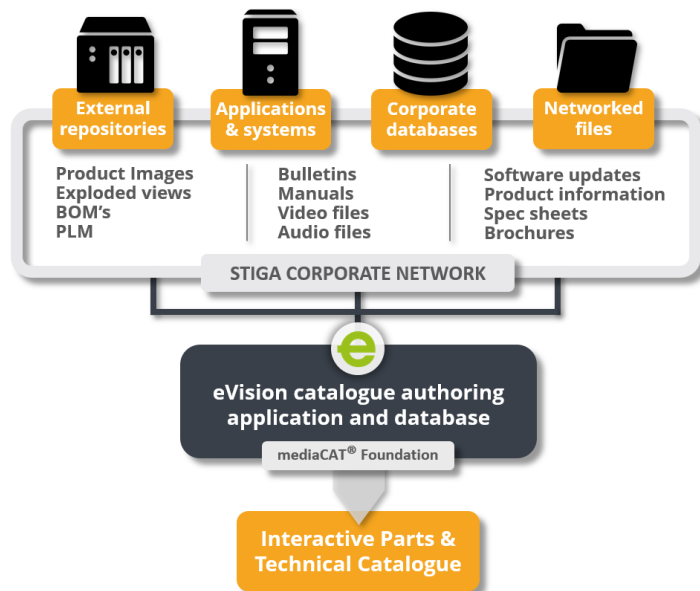 External
repositories
Applications
& systems
Corporate
databases
Networked
files
Product Images
Exploded views
BOM’s
PLM
Bulletins
Manuals
Video files
Audio files
Software updates
Product information
Spec sheets
Brochures
STIGA CORPORATE NETWORK
e
eVision catalogue authoring
application and database
mediaCAT® Foundation
Interactive Parts &
Technical Catalogue